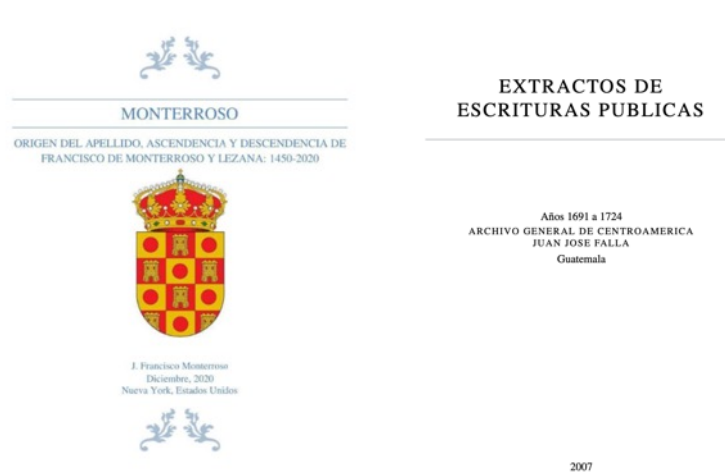 MONTERROSO
ORIGEN DEL APELLIDO, ASCENDENCIA Y DESCENDENCIA DE
FRANCISCO DE MONTERROSO Y LEZANA: 1450-2020
J. Francisco Monterroso
Diciembre, 2020
Nueva York, Estados Unidos
EXTRACTOS DE
ESCRITURAS PUBLICAS
Años 1691 a 1724
ARCHIVO GENERAL DE CENTROAMERICA
JUAN JOSE FALLA
Guatemala
2007